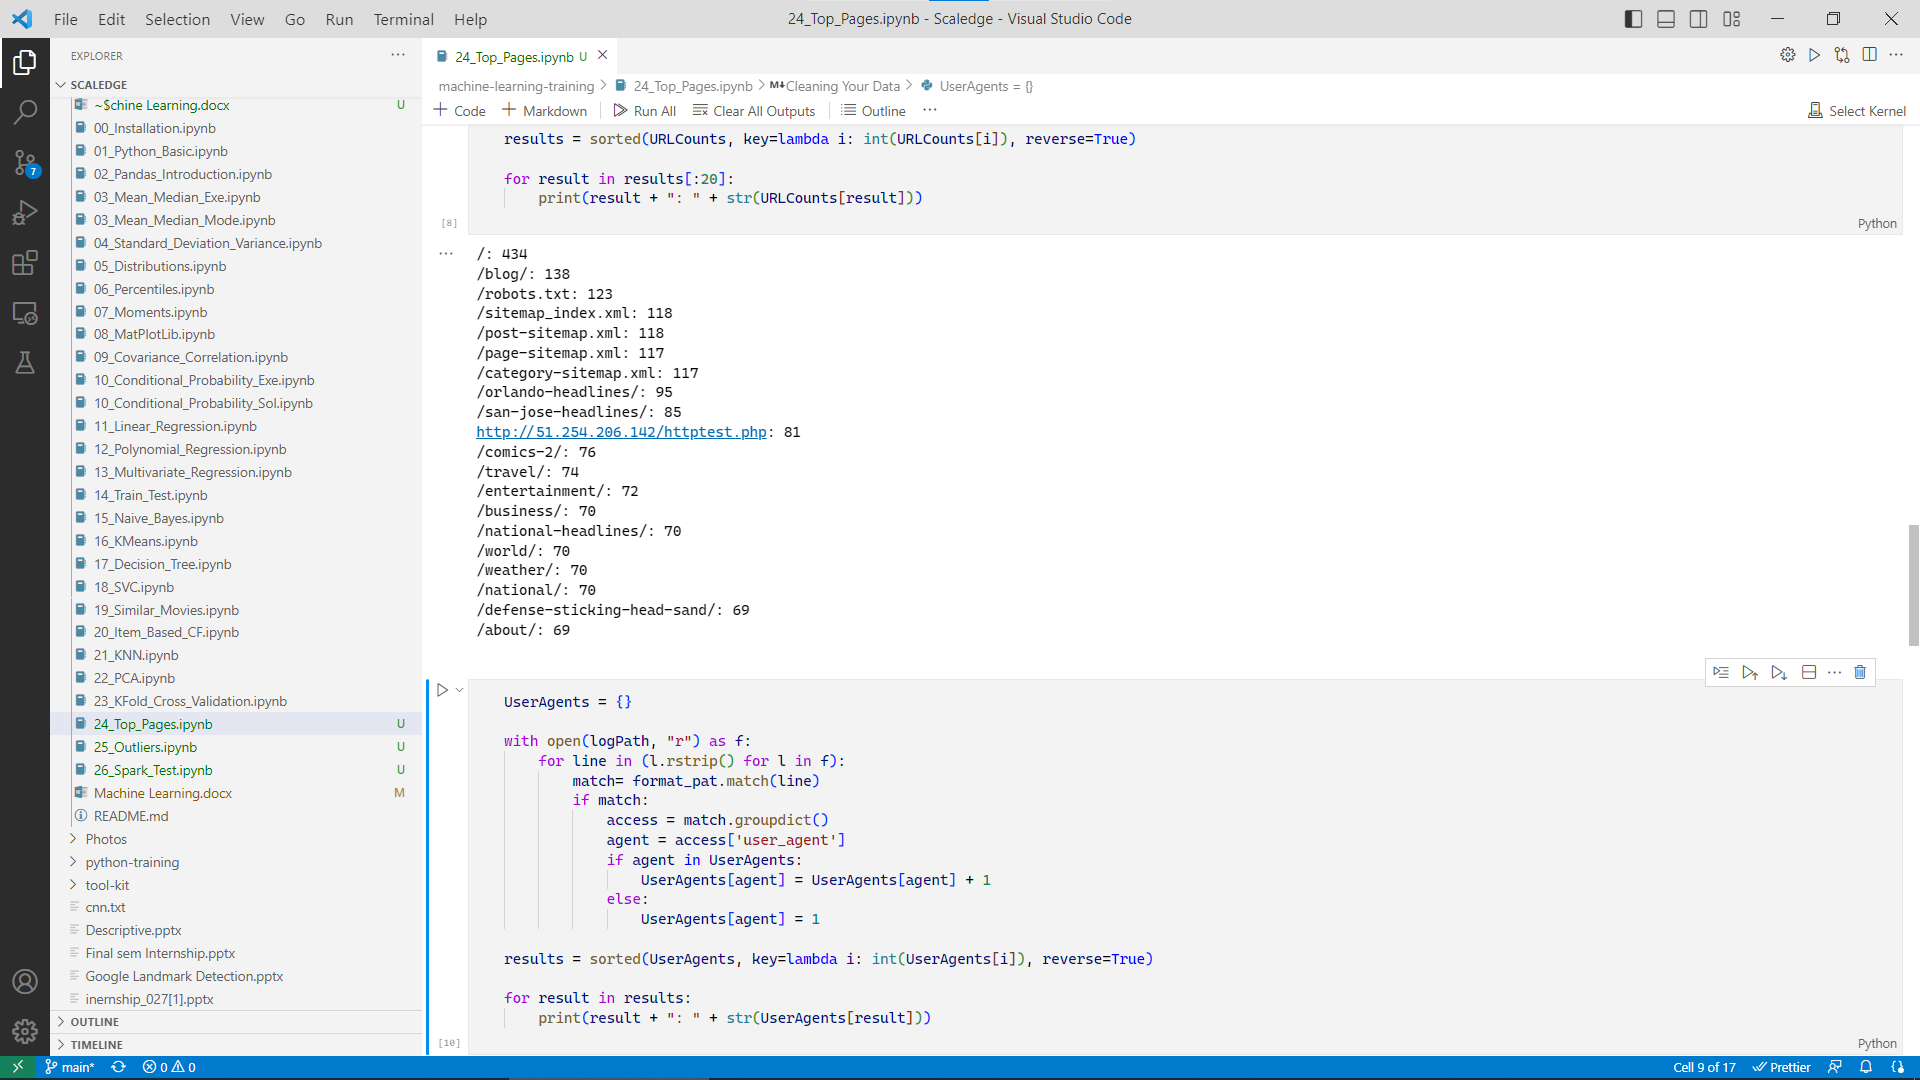 File Edit Selection View Go Run Terminal Help
24_Top_Pages.ipynb - Scaledge - Visual Studio Code
EXPLORER
SCALEDGE
~$chine Learning.docx U
00_Installation.ipynb
01_Python_Basic.ipynb
02_Pandas_Introduction.ipynb
03_Mean_Median_Exe.ipynb
03_Mean_Median_Mode.ipynb
04_Standard_Deviation_Variance.ipynb
05_Distributions.ipynb
06_Percentiles.ipynb
07_Moments.ipynb
08_MatPlotLib.ipynb
09_Covariance_Correlation.ipynb
10_Conditional_Probability_Exe.ipynb
10_Conditional_Probability_Sol.ipynb
11_Linear_Regression.ipynb
12_Polynomial_Regression.ipynb
13_Multivariate_Regression.ipynb
14_Train_Test.ipynb
15_Naive_Bayes.ipynb
16_KMeans.ipynb
17_Decision_Tree.ipynb
18_SVC.ipynb
19_Similar_Movies.ipynb
20_Item_Based_CF.ipynb
21_KNN.ipynb
22_PCA.ipynb
23_KFold_Cross_Validation.ipynb
24_Top_Pages.ipynb U
25_Outliers.ipynb U
26_Spark_Test.ipynb U
Machine Learning.docx M
README.md
Photos
python-training
tool-kit
cnn.txt
Descriptive.pptx
Final sem Internship.pptx
Google Landmark Detection.pptx
inernship_027[1].pptx
OUTLINE
TIMELINE
7
24_Top_Pages.ipynb U
machine-learning-training > 24_Top_Pages.ipynb > M↓Cleaning Your Data > UserAgents = {}
Code Markdown Run All Clear All Outputs Outline ...
Select Kernel
results = sorted(URLCounts, key=lambda i: int(URLCounts[i]), reverse=True)
for result in results[:20]:
print(result + ": " + str(URLCounts[result]))
[8]
Python
/: 434
/blog/: 138
/robots.txt: 123
/sitemap_index.xml: 118
/post-sitemap.xml: 118
/page-sitemap.xml: 117
/category-sitemap.xml: 117
/orlando-headlines/: 95
/san-jose-headlines/: 85
http://51.254.206.142/httptest.php: 81
/comics-2/: 76
/travel/: 74
/entertainment/: 72
/business/: 70
/national-headlines/: 70
/world/: 70
/weather/: 70
/national/: 70
/defense-sticking-head-sand/: 69
/about/: 69
UserAgents = {}
with open(logPath, "r") as f:
for line in (l.rstrip() for l in f):
match= format_pat.match(line)
if match:
access = match.groupdict()
agent = access['user_agent']
if agent in UserAgents:
UserAgents[agent] = UserAgents[agent] + 1
else:
UserAgents[agent] = 1
results = sorted(UserAgents, key=lambda i: int(UserAgents[i]), reverse=True)
for result in results:
print(result + ": " + str(UserAgents[result]))
[10]
Python
main* 0 0
Cell 9 of 17 Prettier